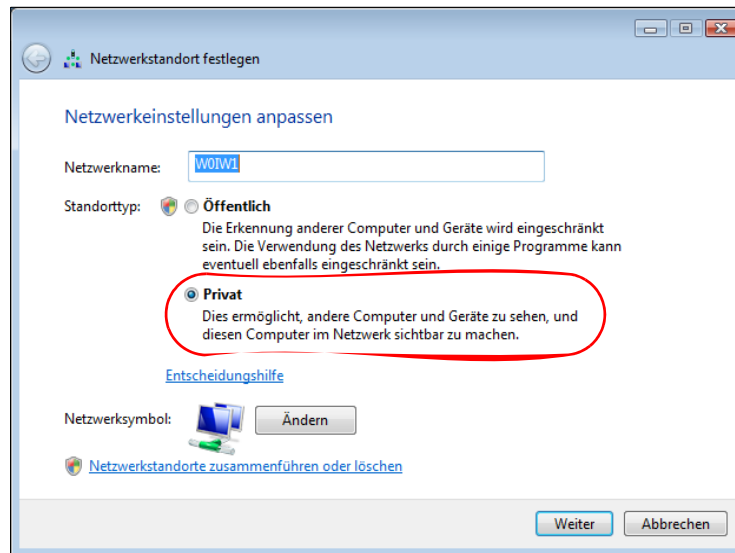 Netzwerkstandort festlegen
Netzwerkeinstellungen anpassen
Netzwerkname: W0IW1
Standorttyp: Öffentlich
Die Erkennung anderer Computer und Geräte wird eingeschränkt
sein. Die Verwendung des Netzwerks durch einige Programme kann
eventuell ebenfalls eingeschränkt sein.
Privat
Dies ermöglicht, andere Computer und Geräte zu sehen, und
diesen Computer im Netzwerk sichtbar zu machen.
Entscheidungshilfe
Netzwerksymbol: Ändern
Netzwerkstandorte zusammenführen oder löschen
Weiter Abbrechen